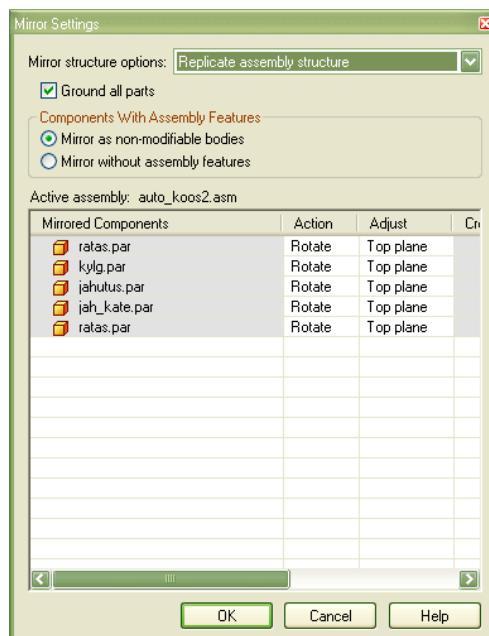 Mirror Settings
Mirror structure options: Replicate assembly structure
Ground all parts
Components With Assembly Features
Mirror as non-modifiable bodies
Mirror without assembly features
Active assembly: auto_koos2.asm
Mirrored Components Action Adjust
ratas.par Rotate Top plane
kylg.par Rotate Top plane
jahutus.par Rotate Top plane
jah_kate.par Rotate Top plane
ratas.par Rotate Top plane
OK Cancel Help